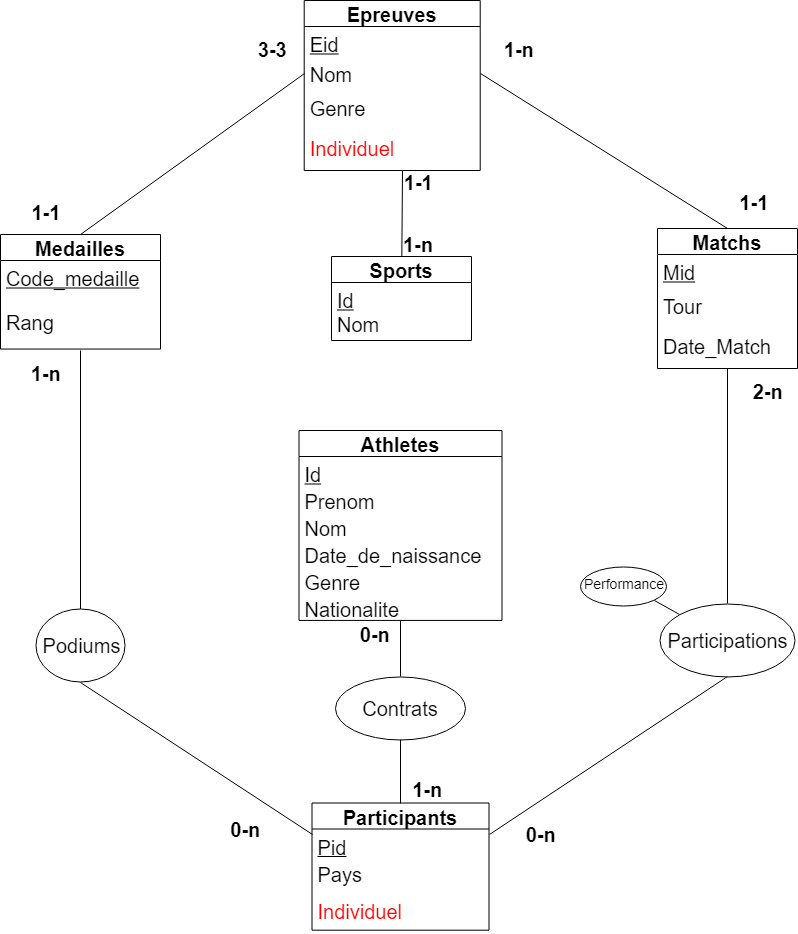 Epreuves
3-3
1-n
Eid
Nom
Genre
Individuel
1-1
1-1
1-1
1-n
Medailles
Code_medaille
Rang
Sports
Id
Nom
Matchs
Mid
Tour
Date_Match
1-n
2-n
Athletes
Id
Prenom
Nom
Date_de_naissance
Genre
Nationalite
0-n
Performance
Podiums
Participations
Contrats
1-n
0-n
0-n
Participants
Pid
Pays
Individuel